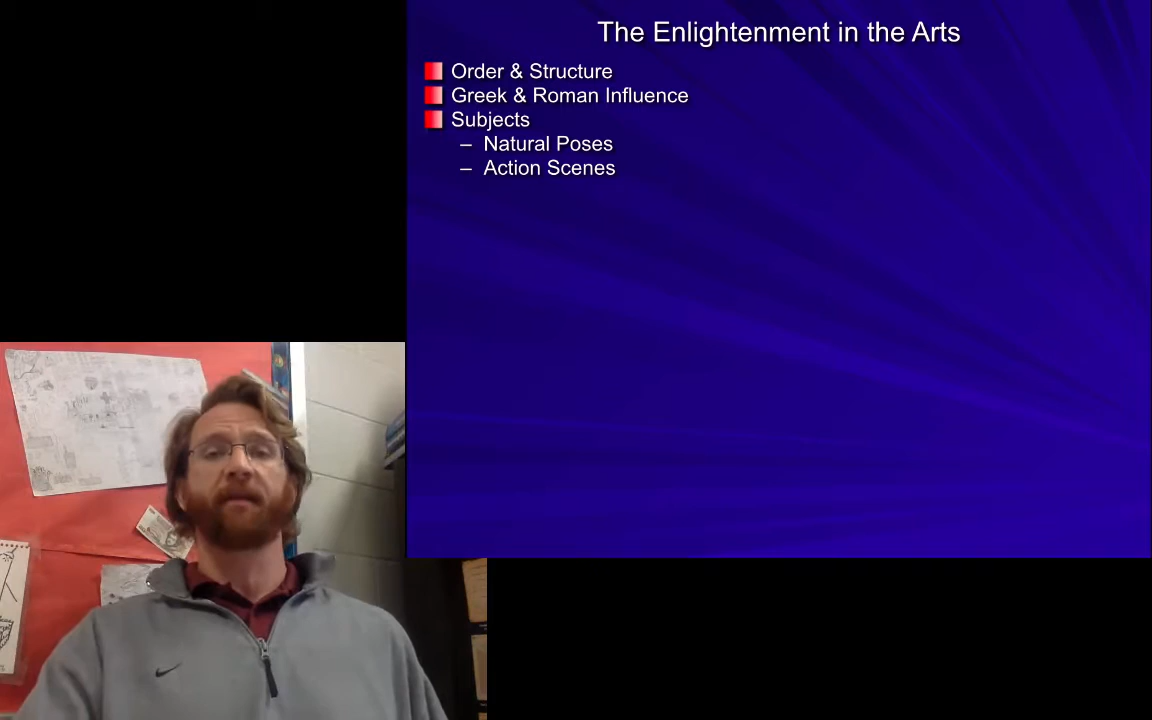 The Enlightenment in the Arts
Order & Structure
Greek & Roman Influence
Subjects
– Natural Poses
– Action Scenes